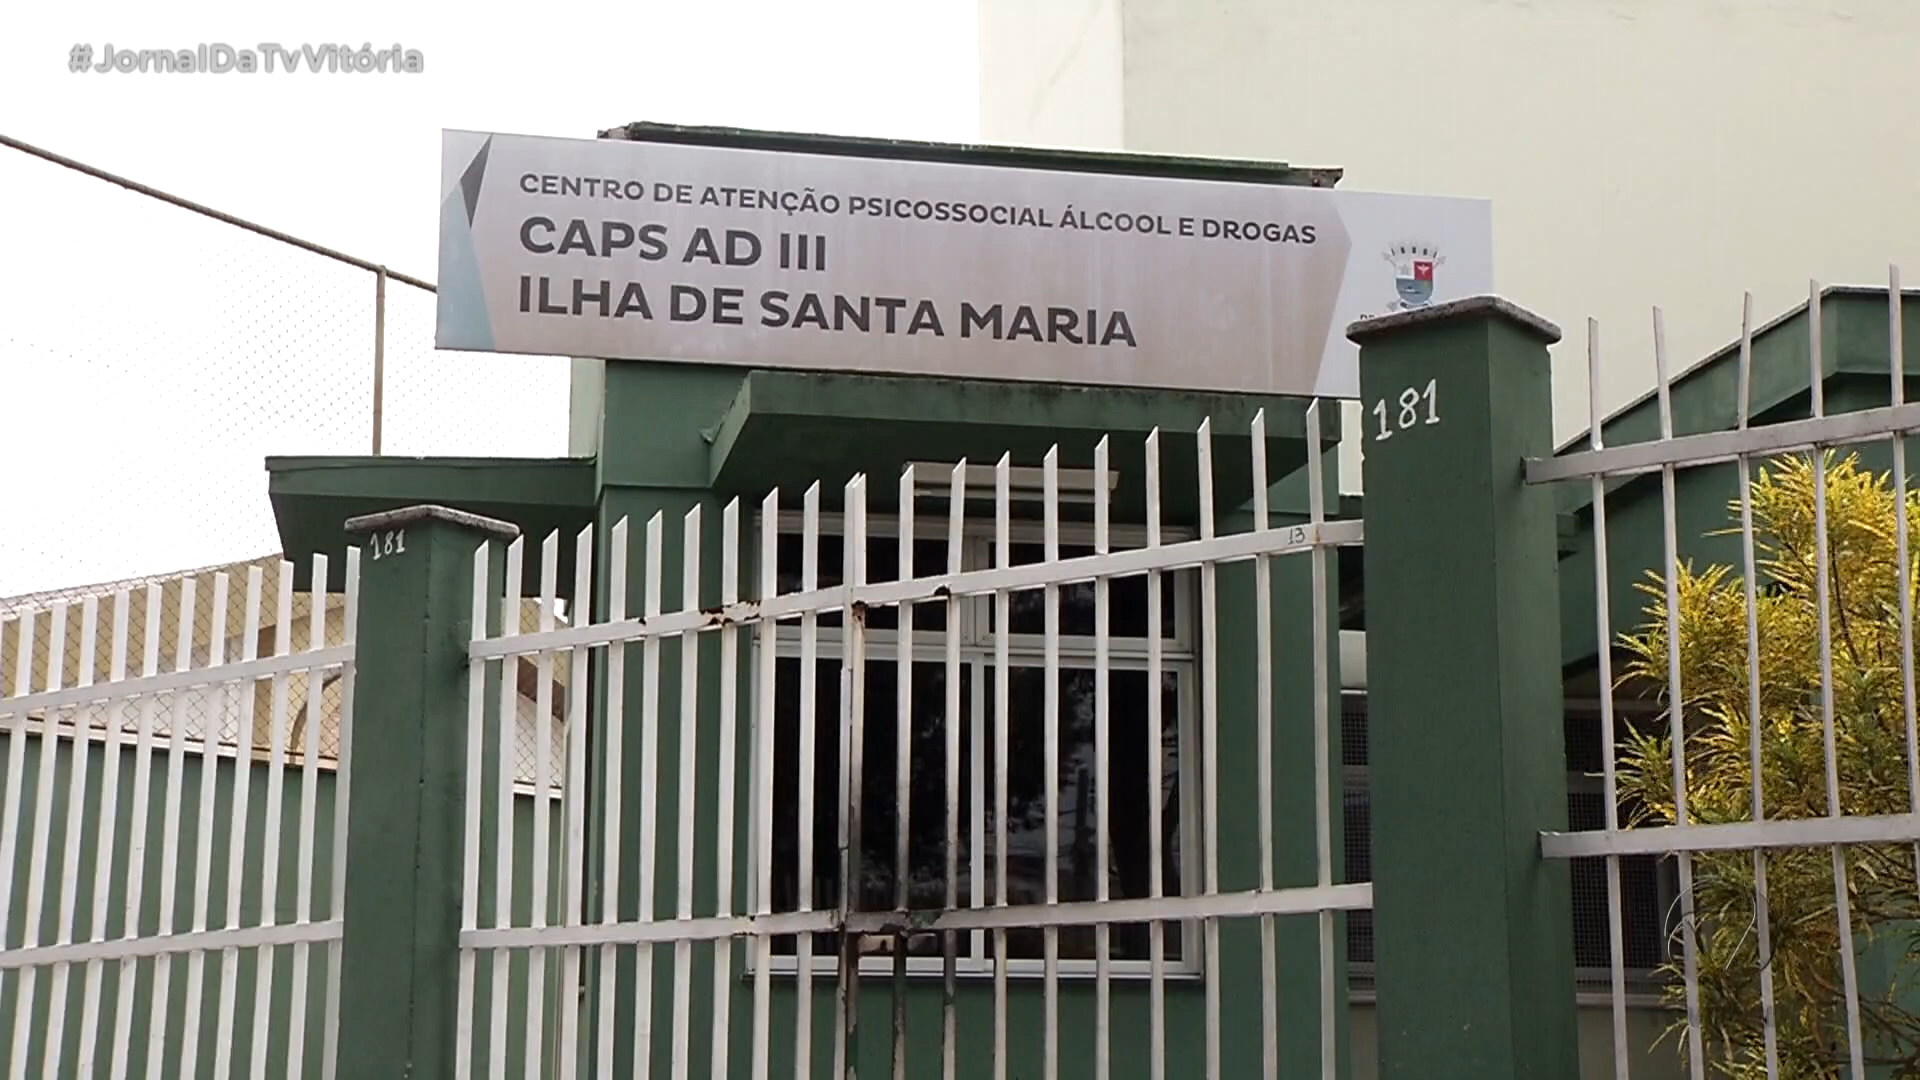 #JornalDaTvVitória
CENTRO DE ATENÇÃO PSICOSSOCIAL ÁLCOOL E DROGAS
CAPS AD III
ILHA DE SANTA MARIA
181
181
13